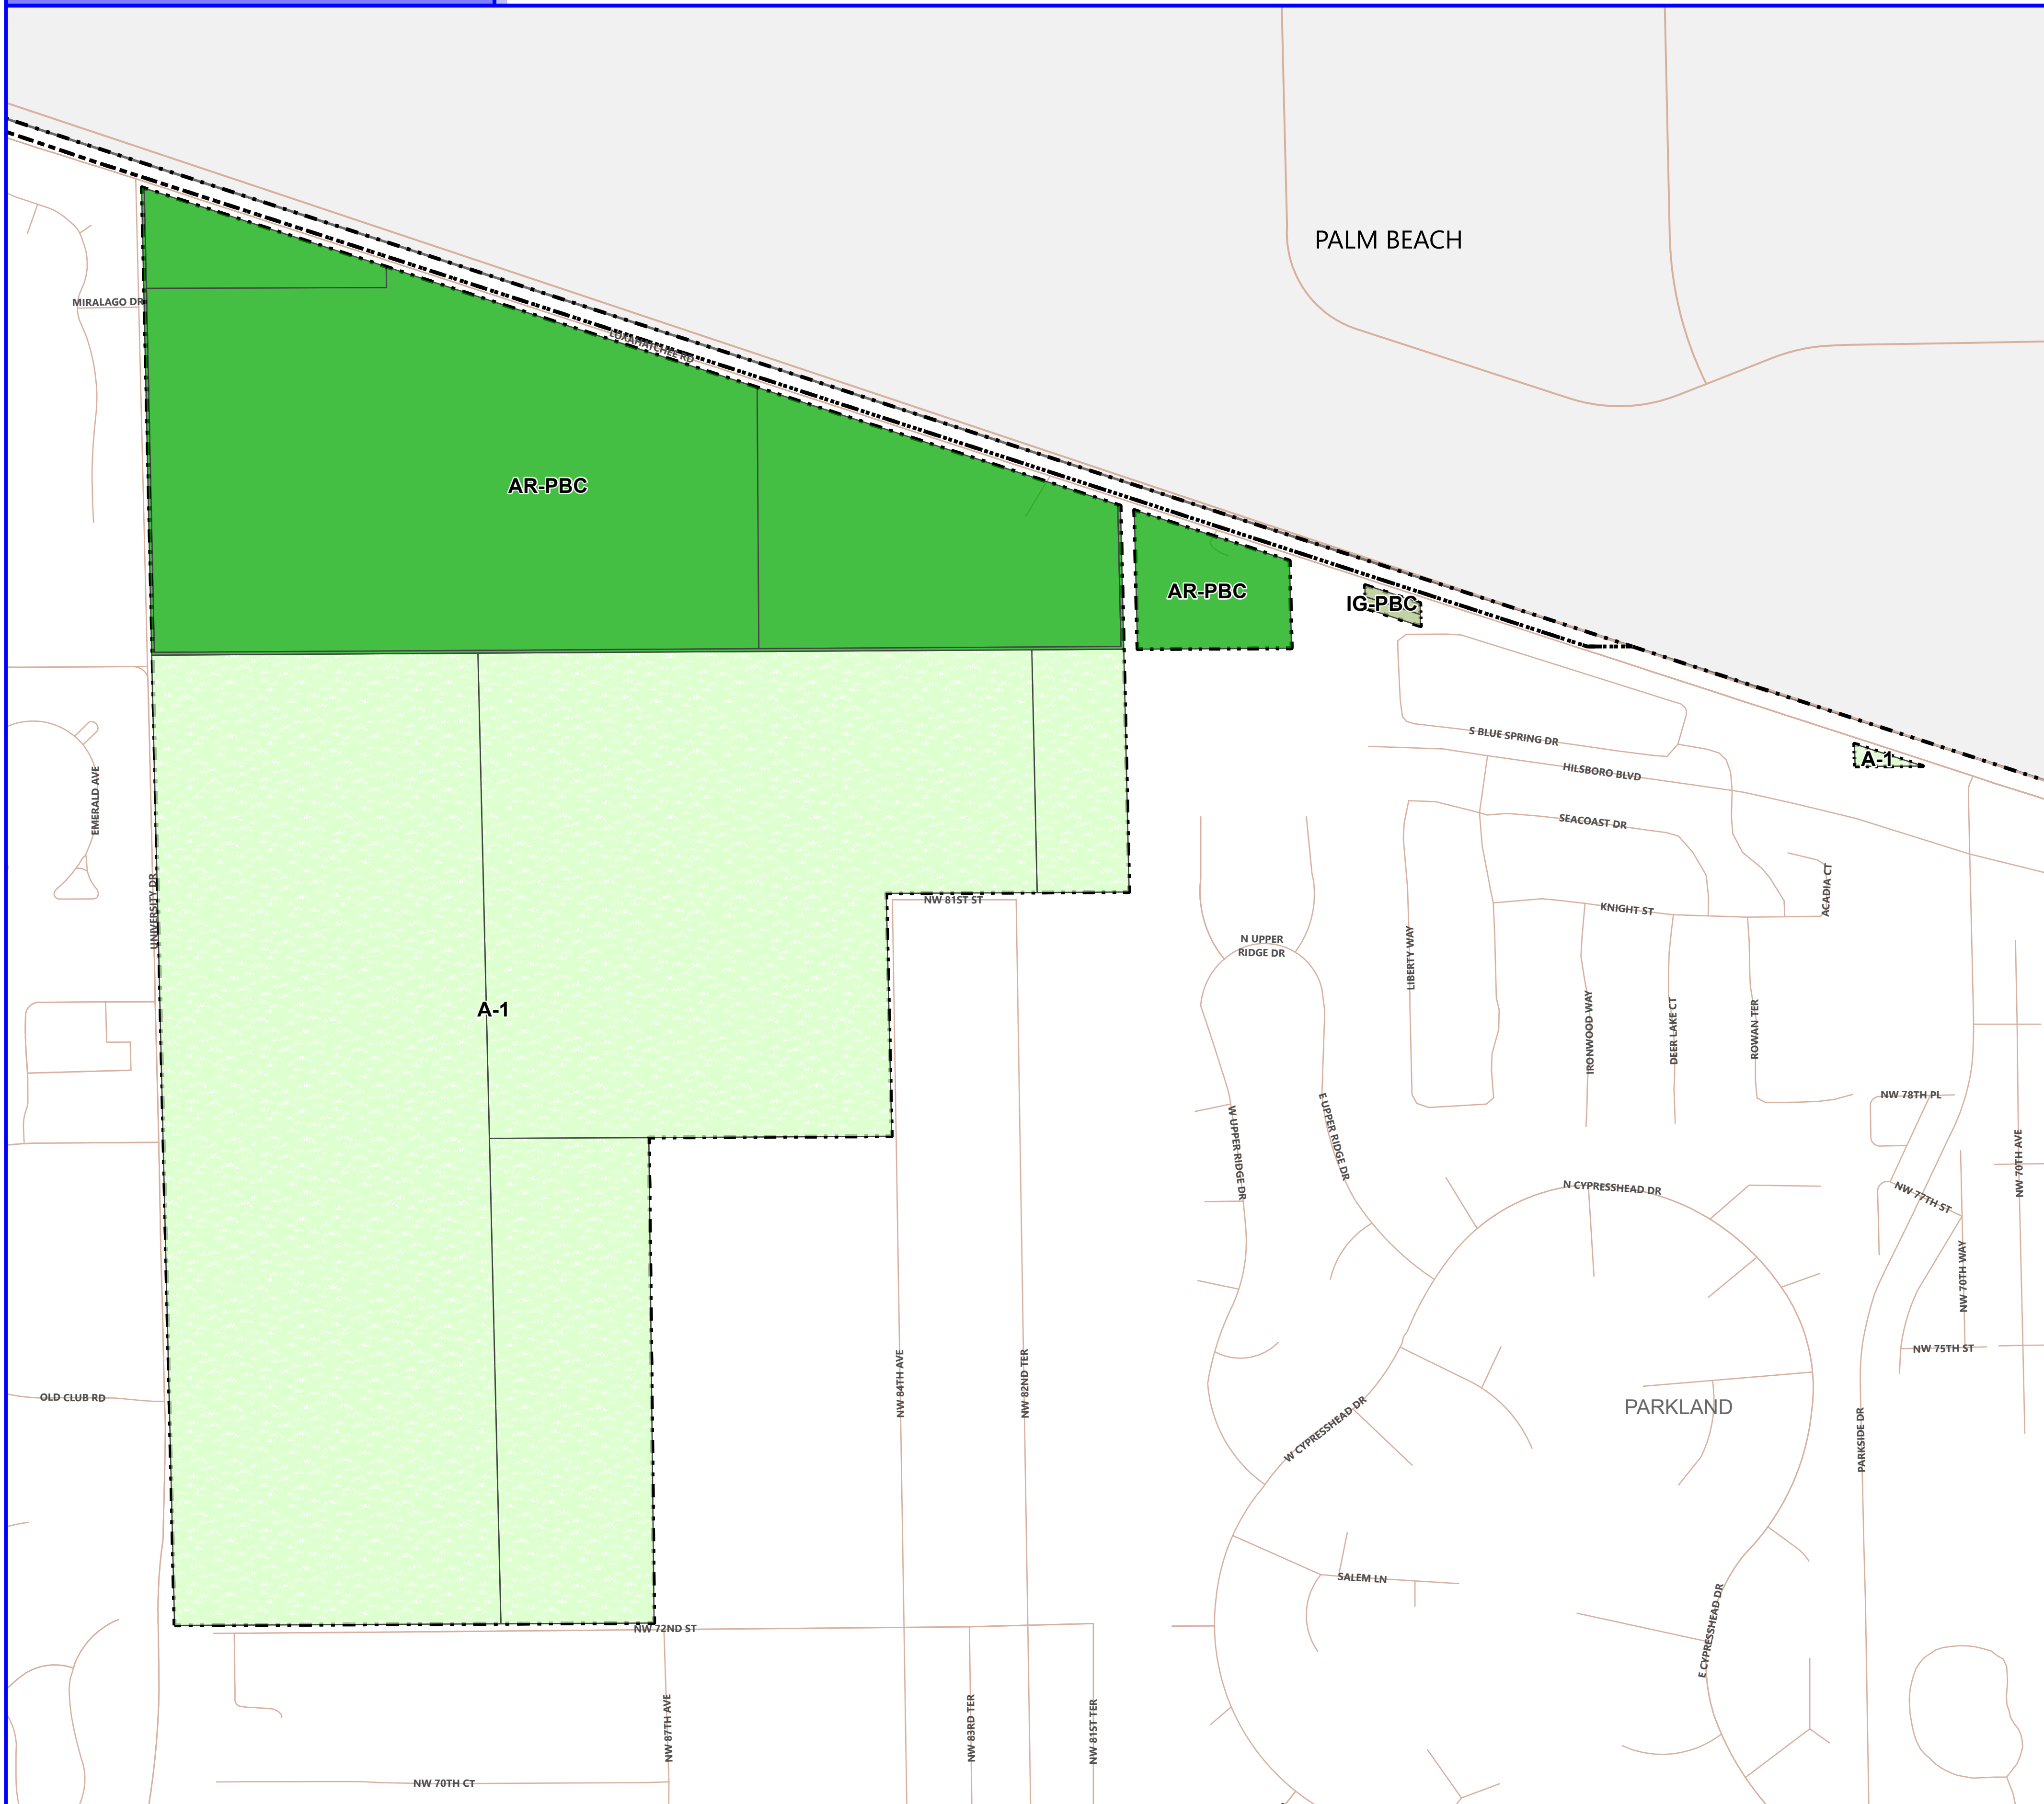 PALM BEACH
MIRALAGO DR
LOXAHATCHEE RD
AR-PBC
AR-PBC
IG-PBC
S BLUE SPRING DR
A-1
HILSBORO BLVD
EMERALD AVE
SEACOAST DR
ACADIA CT
UNIVERSITY DR
NW 81ST ST
KNIGHT ST
N UPPER
RIDGE DR
LIBERTY WAY
A-1
IRONWOOD WAY
DEER LAKE CT
ROWAN TER
NW 78TH PL
W UPPER RIDGE DR
E UPPER RIDGE DR
NW 70TH AVE
N CYPRESSHEAD DR
NW 77TH ST
NW 70TH WAY
NW 75TH ST
OLD CLUB RD
NW 84TH AVE
NW 82ND TER
PARKLAND
W CYPRESSHEAD DR
PARKSIDE DR
SALEM LN
E CYPRESSHEAD DR
NW 72ND ST
NW 87TH AVE
NW 83RD TER
NW 81ST TER
NW 70TH CT